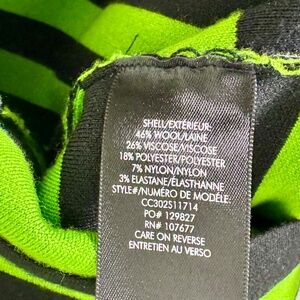 SHELL/EXTÉRIEUR:
46% WOOL/LAINE
26% VISCOSE/VISCOSE
18% POLYESTER/POLYESTER
7% NYLON/NYLON
3% ELASTANE/ÉLASTHANNE
STYLE#/NUMÉRO DE MODÈLE:
CC302S11714
PO# 129827
RN# 107677
CARE ON REVERSE
ENTRETIEN AU VERSO